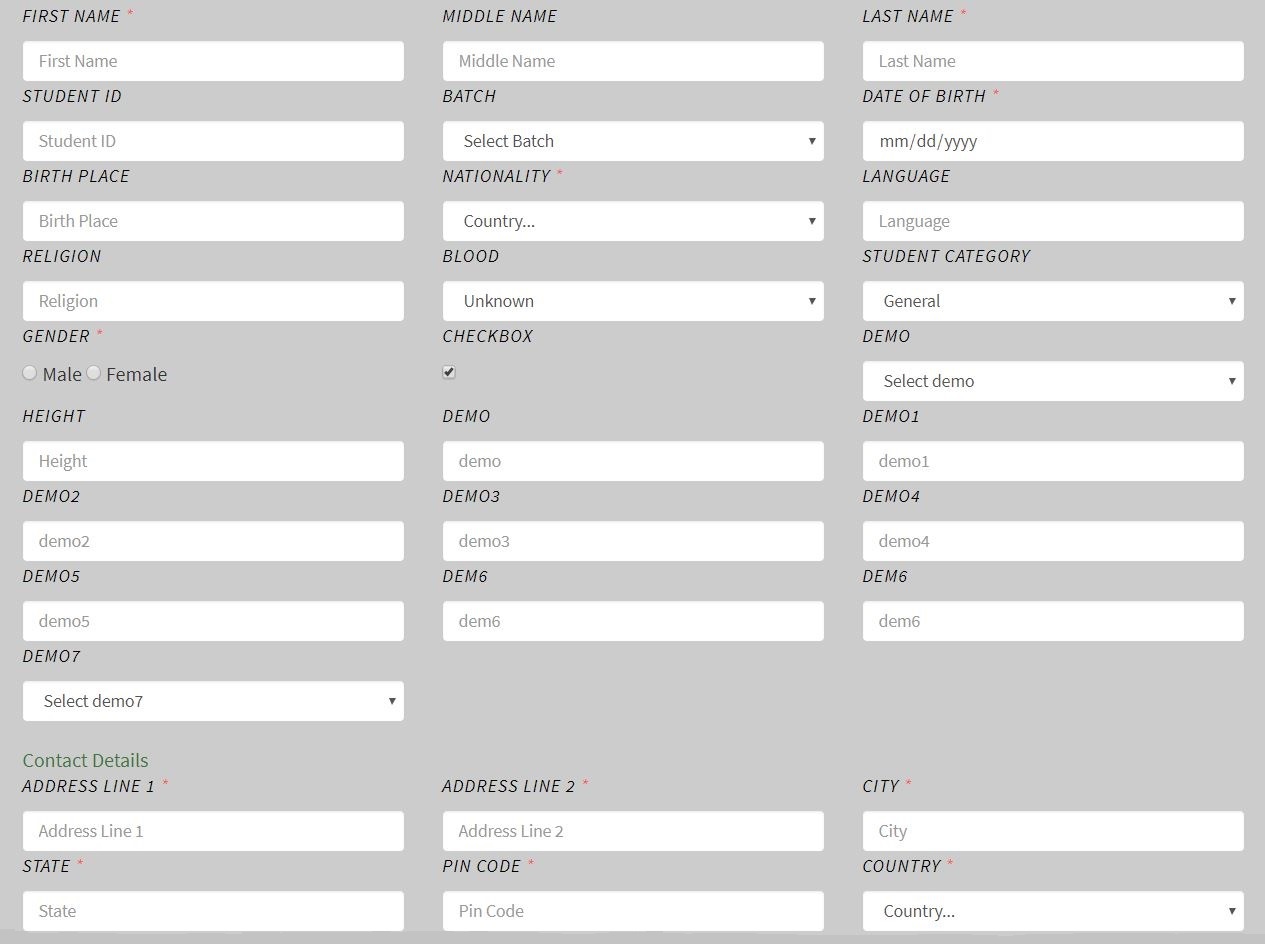 FIRST NAME * MIDDLE NAME LAST NAME *
First Name Middle Name Last Name
STUDENT ID BATCH DATE OF BIRTH *
Student ID Select Batch mm/dd/yyyy
BIRTH PLACE NATIONALITY * LANGUAGE
Birth Place Country... Language
RELIGION BLOOD STUDENT CATEGORY
Religion Unknown General
GENDER * CHECKBOX DEMO
Male Female Select demo
HEIGHT DEMO DEMO1
Height demo demo1
DEMO2 DEMO3 DEMO4
demo2 demo3 demo4
DEMO5 DEM6 DEM6
demo5 dem6 dem6
DEMO7
Select demo7
Contact Details
ADDRESS LINE 1 * ADDRESS LINE 2 * CITY *
Address Line 1 Address Line 2 City
STATE * PIN CODE * COUNTRY *
State Pin Code Country...